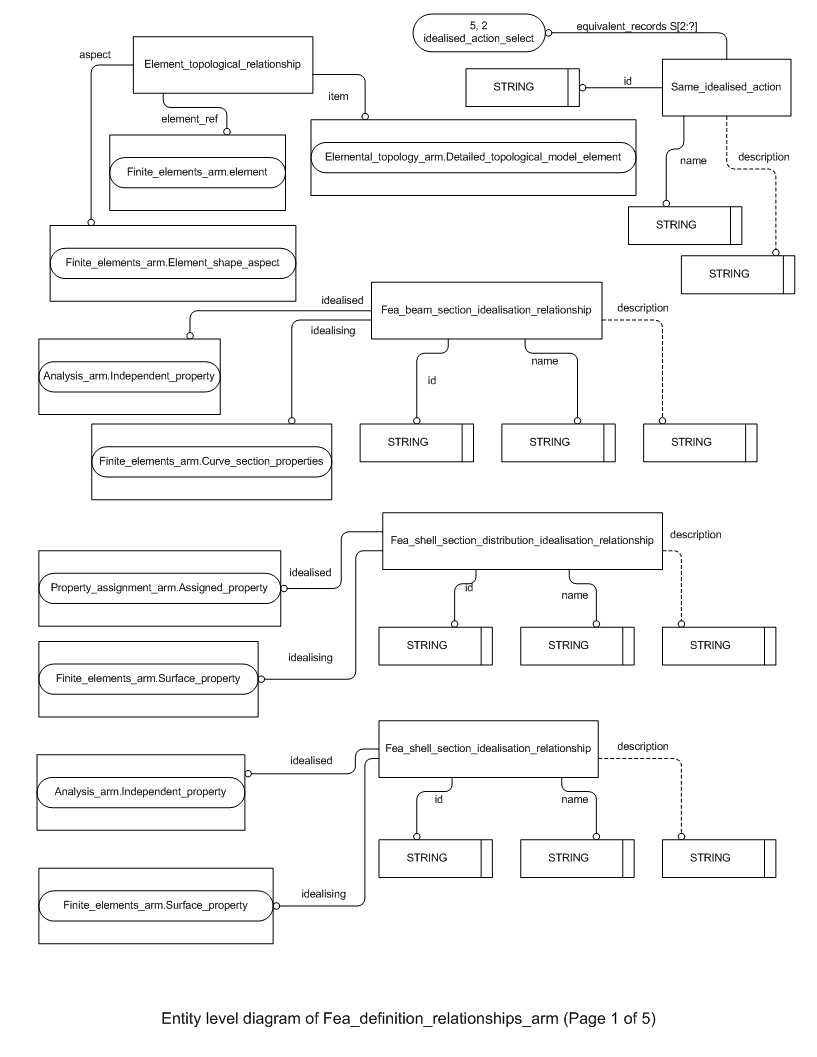 5, 2
idealised_action_select
equivalent_records S[2:?]
aspect
Element_topological_relationship
STRING
id
Same_idealised_action
item
element_ref
Finite_elements_arm.element
Elemental_topology_arm.Detailed_topological_model_element
name
description
STRING
Finite_elements_arm.Element_shape_aspect
STRING
idealised
Fea_beam_section_idealisation_relationship
description
idealising
Analysis_arm.Independent_property
id
name
STRING
STRING
STRING
Finite_elements_arm.Curve_section_properties
Fea_shell_section_distribution_idealisation_relationship
description
idealised
Property_assignment_arm.Assigned_property
id
name
STRING
STRING
STRING
idealising
Finite_elements_arm.Surface_property
Fea_shell_section_idealisation_relationship
description
idealised
Analysis_arm.Independent_property
id
name
STRING
STRING
STRING
idealising
Finite_elements_arm.Surface_property
Entity level diagram of Fea_definition_relationships_arm (Page 1 of 5)